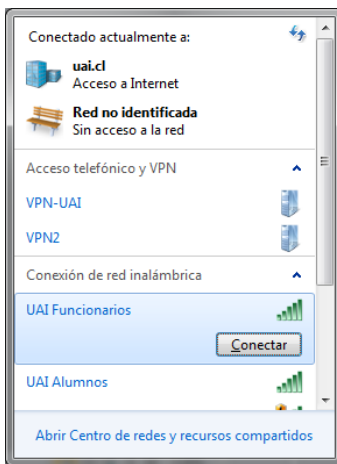 Conectado actualmente a:
uai.cl
Acceso a Internet
Red no identificada
Sin acceso a la red
Acceso telefónico y VPN
VPN-UAI
VPN2
Conexión de red inalámbrica
UAI Funcionarios
Conectar
UAI Alumnos
Abrir Centro de redes y recursos compartidos